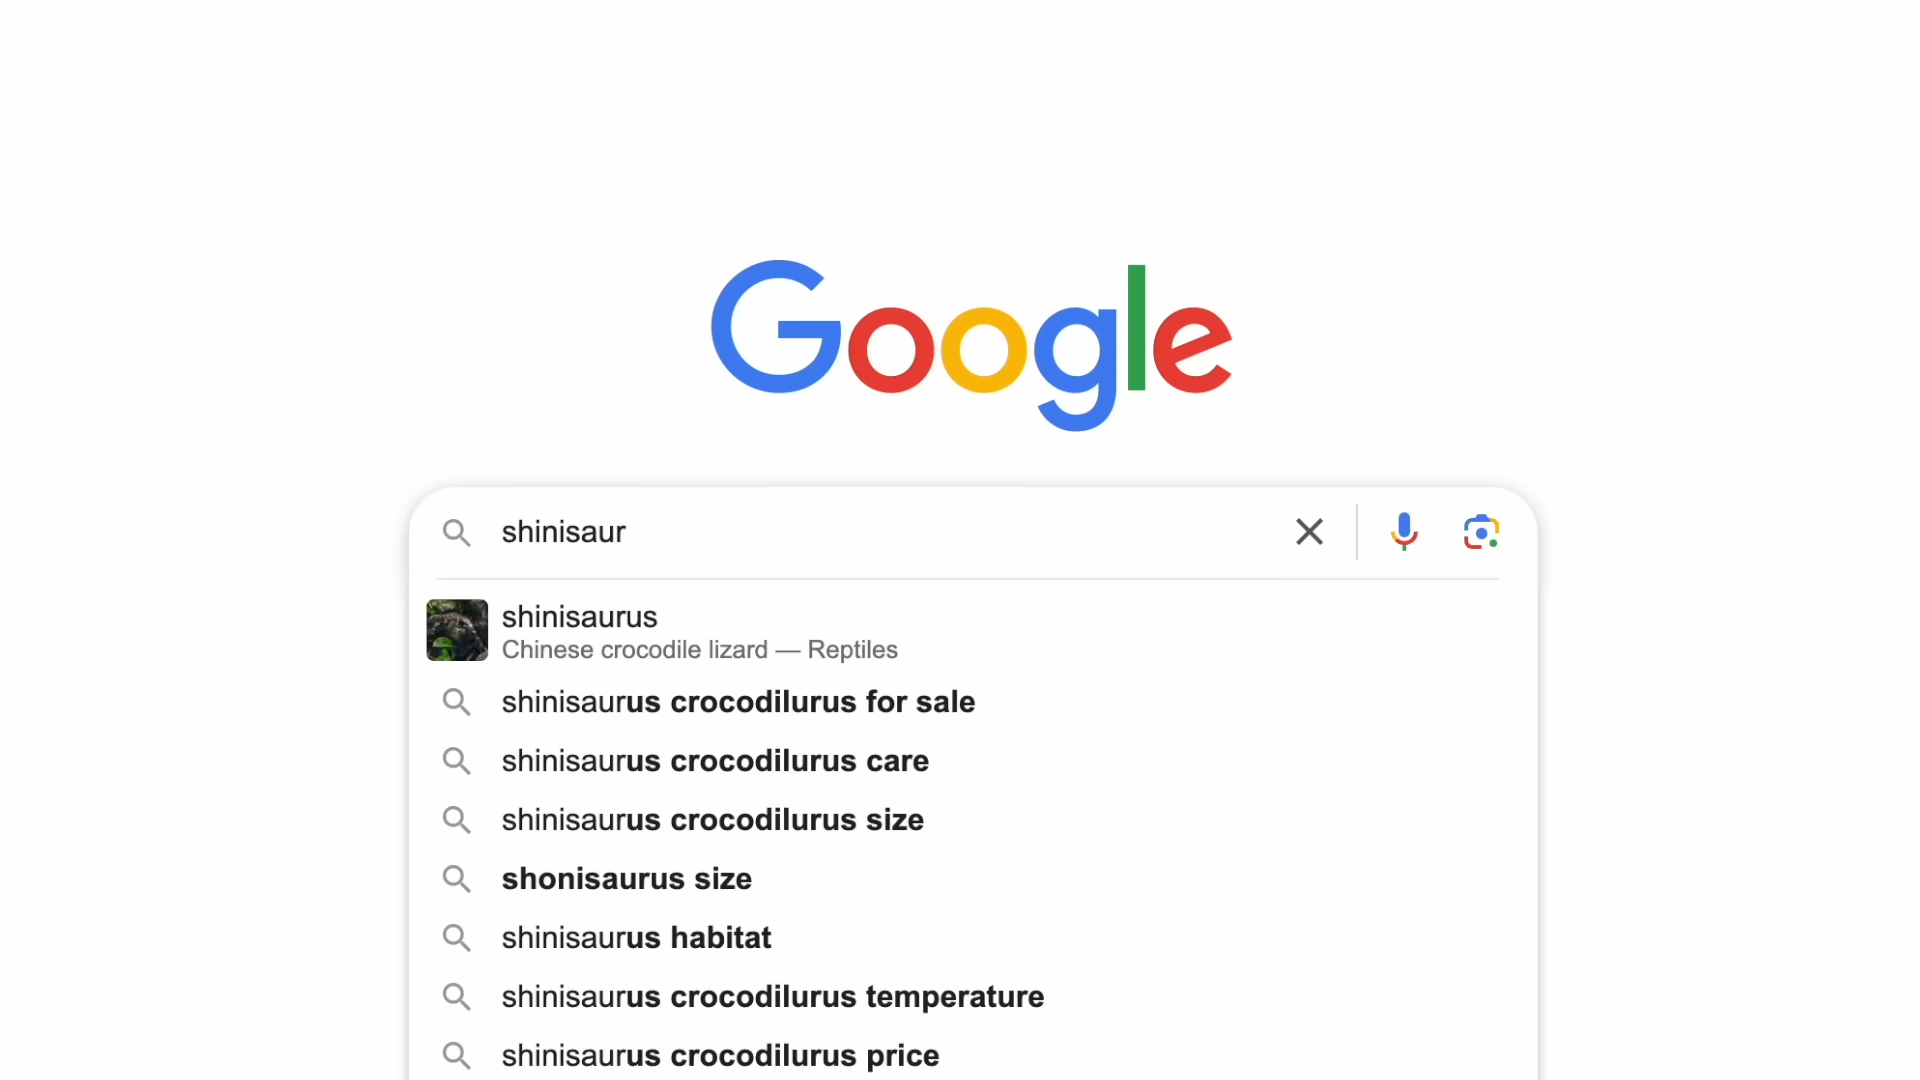 Google
shinisaur
shinisaurus
Chinese crocodile lizard — Reptiles
shinisaurus crocodilurus for sale
shinisaurus crocodilurus care
shinisaurus crocodilurus size
shonisaurus size
shinisaurus habitat
shinisaurus crocodilurus temperature
shinisaurus crocodilurus price